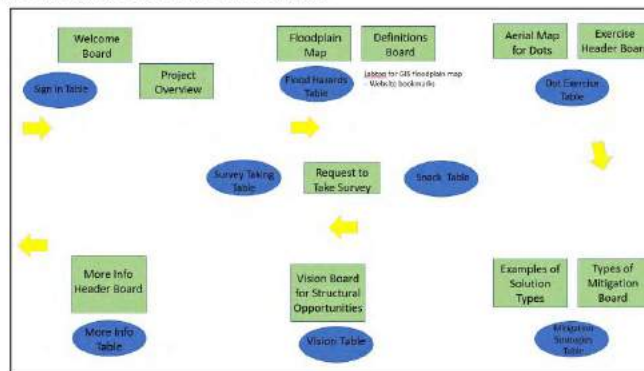 Welcome
Board
Sign in Table
Project
Overview
Floodplain
Map
Definitions
Board
Flood Hazards
Table
Laptop for GIS floodplain map
- Website bookmarks
Aerial Map
for Dots
Exercise
Header Board
Dot Exercise
Table
Survey Taking
Table
Request to
Take Survey
Snack Table
More Info
Header Board
More Info
Table
Vision Board
for Structural
Opportunities
Vision Table
Examples of
Solution
Types
Types of
Mitigation
Board
Mitigation
Strategies
Table